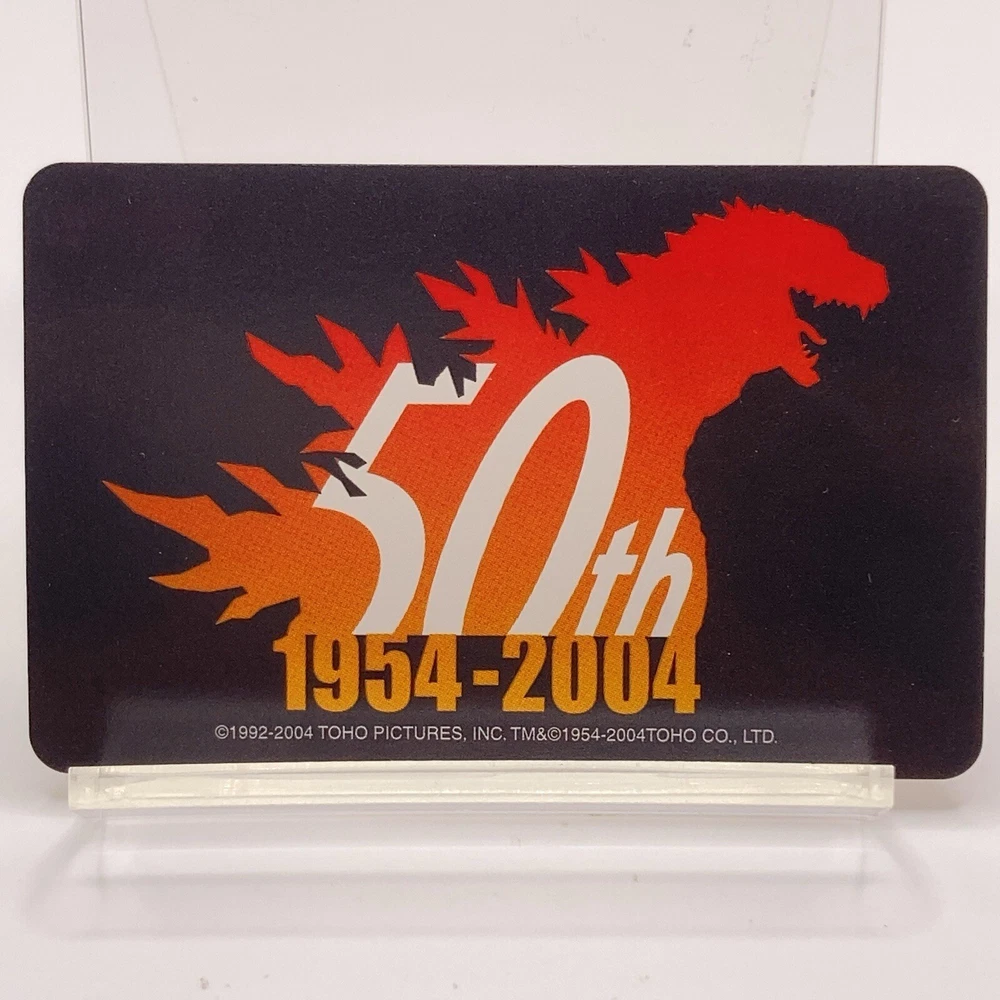 50th
1954-2004
©1992-2004 TOHO PICTURES, INC. TM&©1954-2004TOHO CO., LTD.